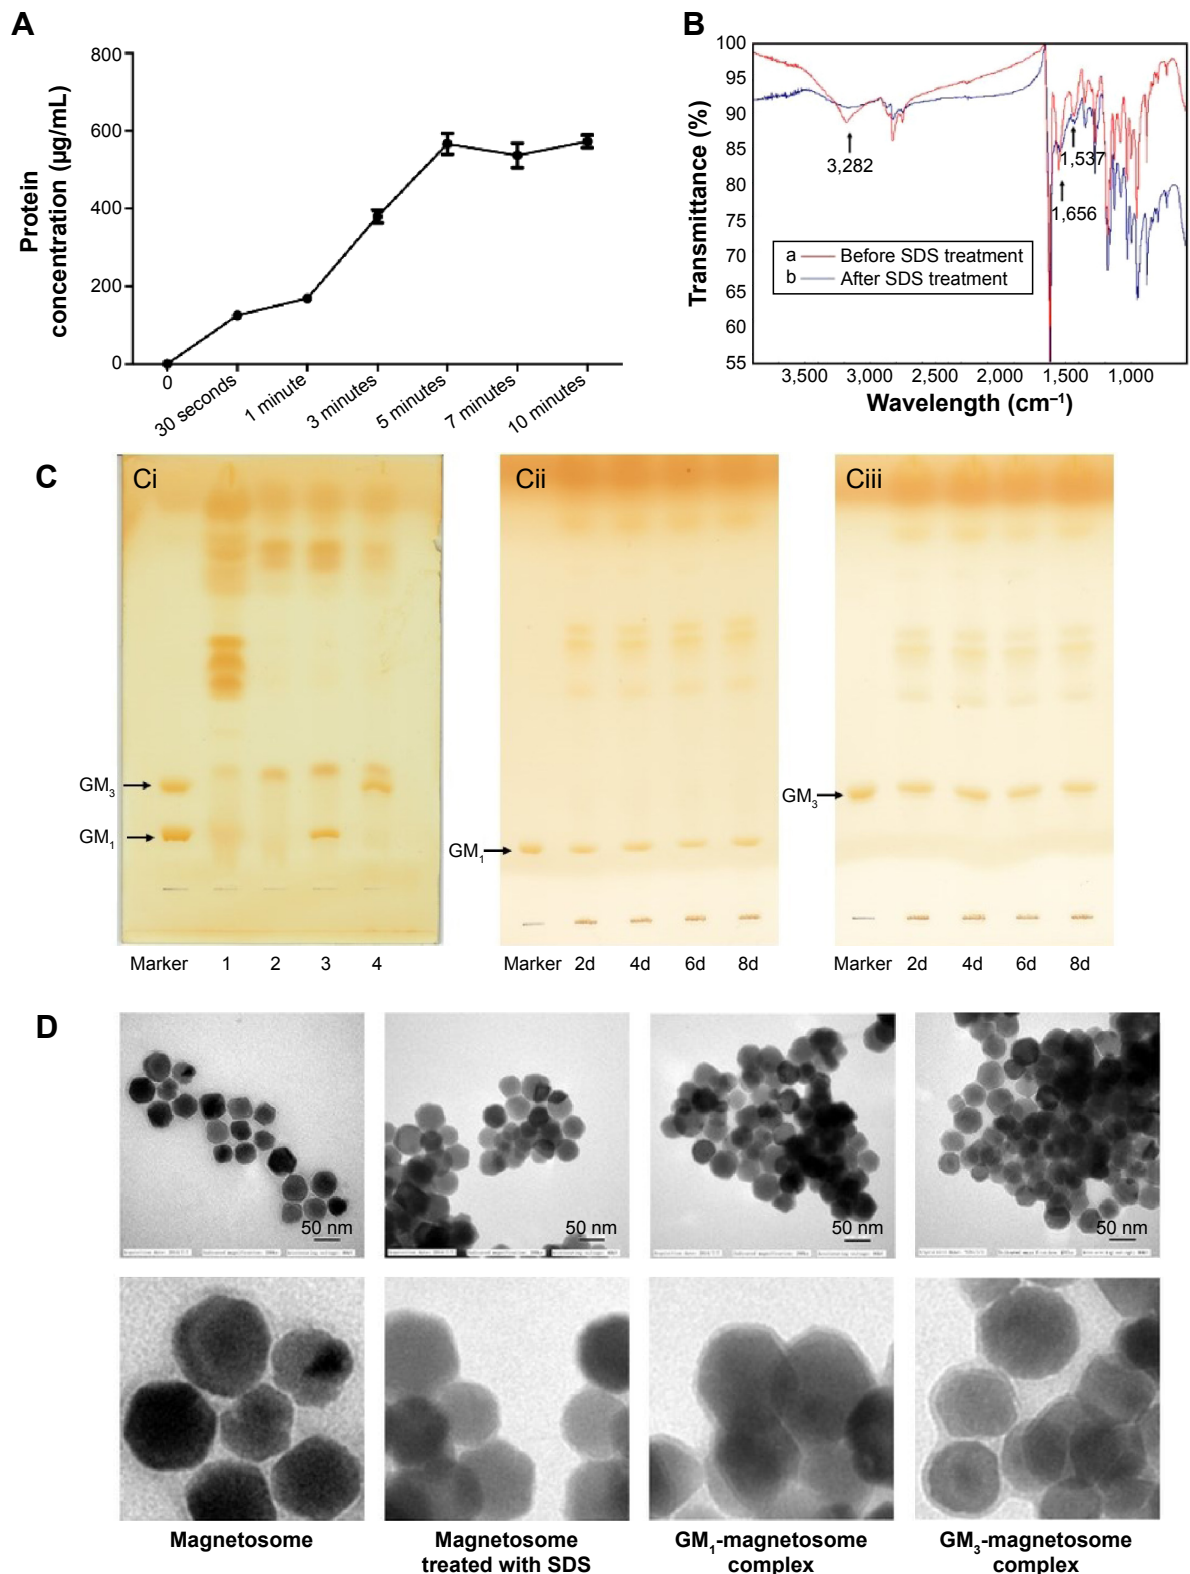 A
800
600
400
200
0
Protein
concentration (µg/mL)
0
30 seconds
1 minute
3 minutes
5 minutes
7 minutes
10 minutes
B
100
95
90
85
80
75
70
65
60
55
Transmittance (%)
3,282
1,537
1,656
a Before SDS treatment
b After SDS treatment
3,500 3,000 2,500 2,000 1,500 1,000
Wavelength (cm⁻¹)
C
Ci
GM₃
GM₁
Marker 1 2 3 4
Cii
GM₁
Marker 2d 4d 6d 8d
Ciii
GM₃
Marker 2d 4d 6d 8d
D
50 nm
50 nm
50 nm
50 nm
Magnetosome
Magnetosome
treated with SDS
GM₁-magnetosome
complex
GM₃-magnetosome
complex